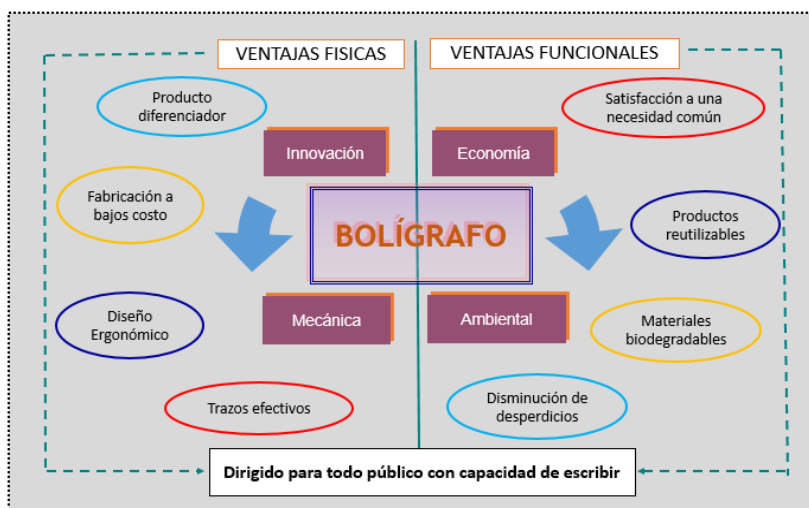 VENTAJAS FISICAS
VENTAJAS FUNCIONALES
Producto
diferenciador
Satisfacción a una
necesidad común
Innovación
Economía
Fabricación a
bajos costo
BOLÍGRAFO
Productos
reutilizables
Diseño
Ergonómico
Mecánica
Ambiental
Materiales
biodegradables
Trazos efectivos
Disminución de
desperdicios
Dirigido para todo público con capacidad de escribir